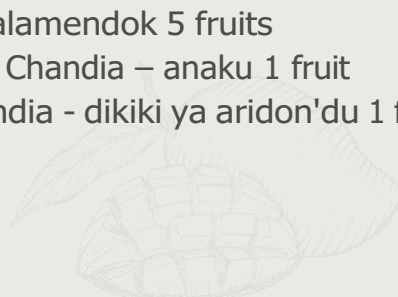 alamendok 5 fruits
Chandia – anaku 1 fruit
ndia - dikiki ya aridon'du 1 f